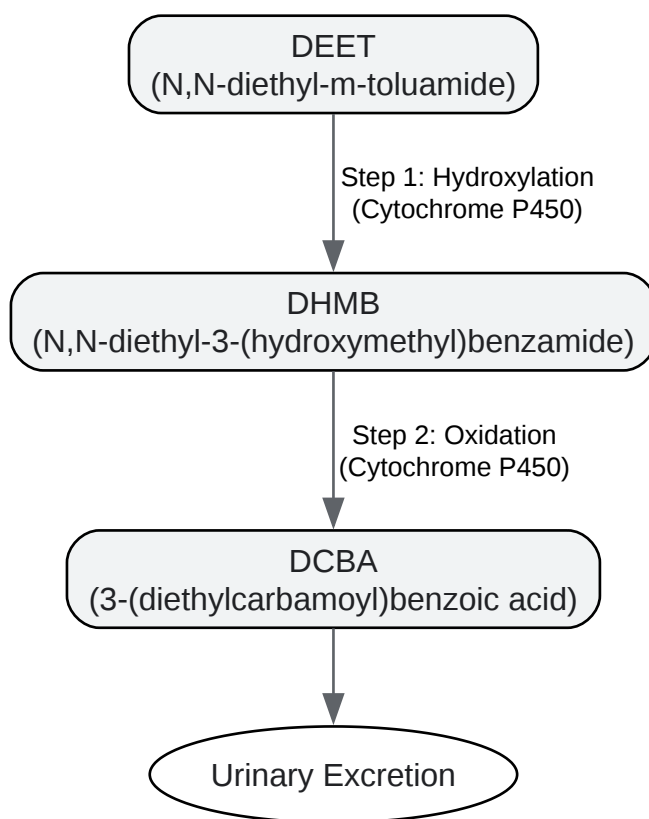 DEET
(N,N-diethyl-m-toluamide)
Step 1: Hydroxylation
(Cytochrome P450)
DHMB
(N,N-diethyl-3-(hydroxymethyl)benzamide)
Step 2: Oxidation
(Cytochrome P450)
DCBA
(3-(diethylcarbamoyl)benzoic acid)
Urinary Excretion